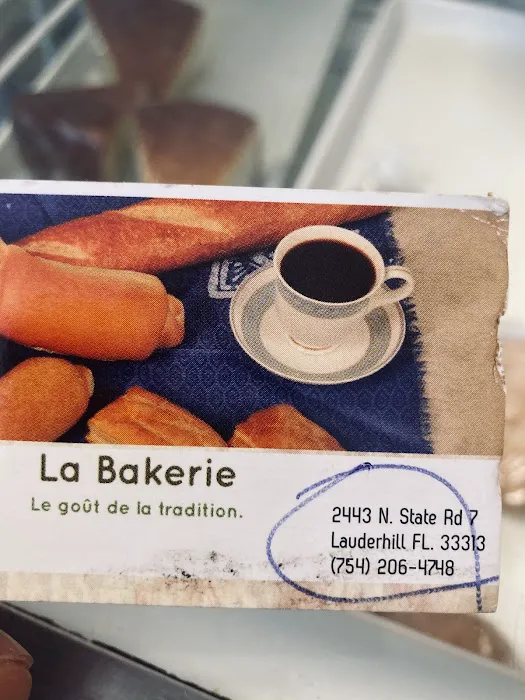 La Bakerie
Le goût de la tradition.
2443 N. State Rd 7
Lauderhill FL. 33313
(754) 206-4748